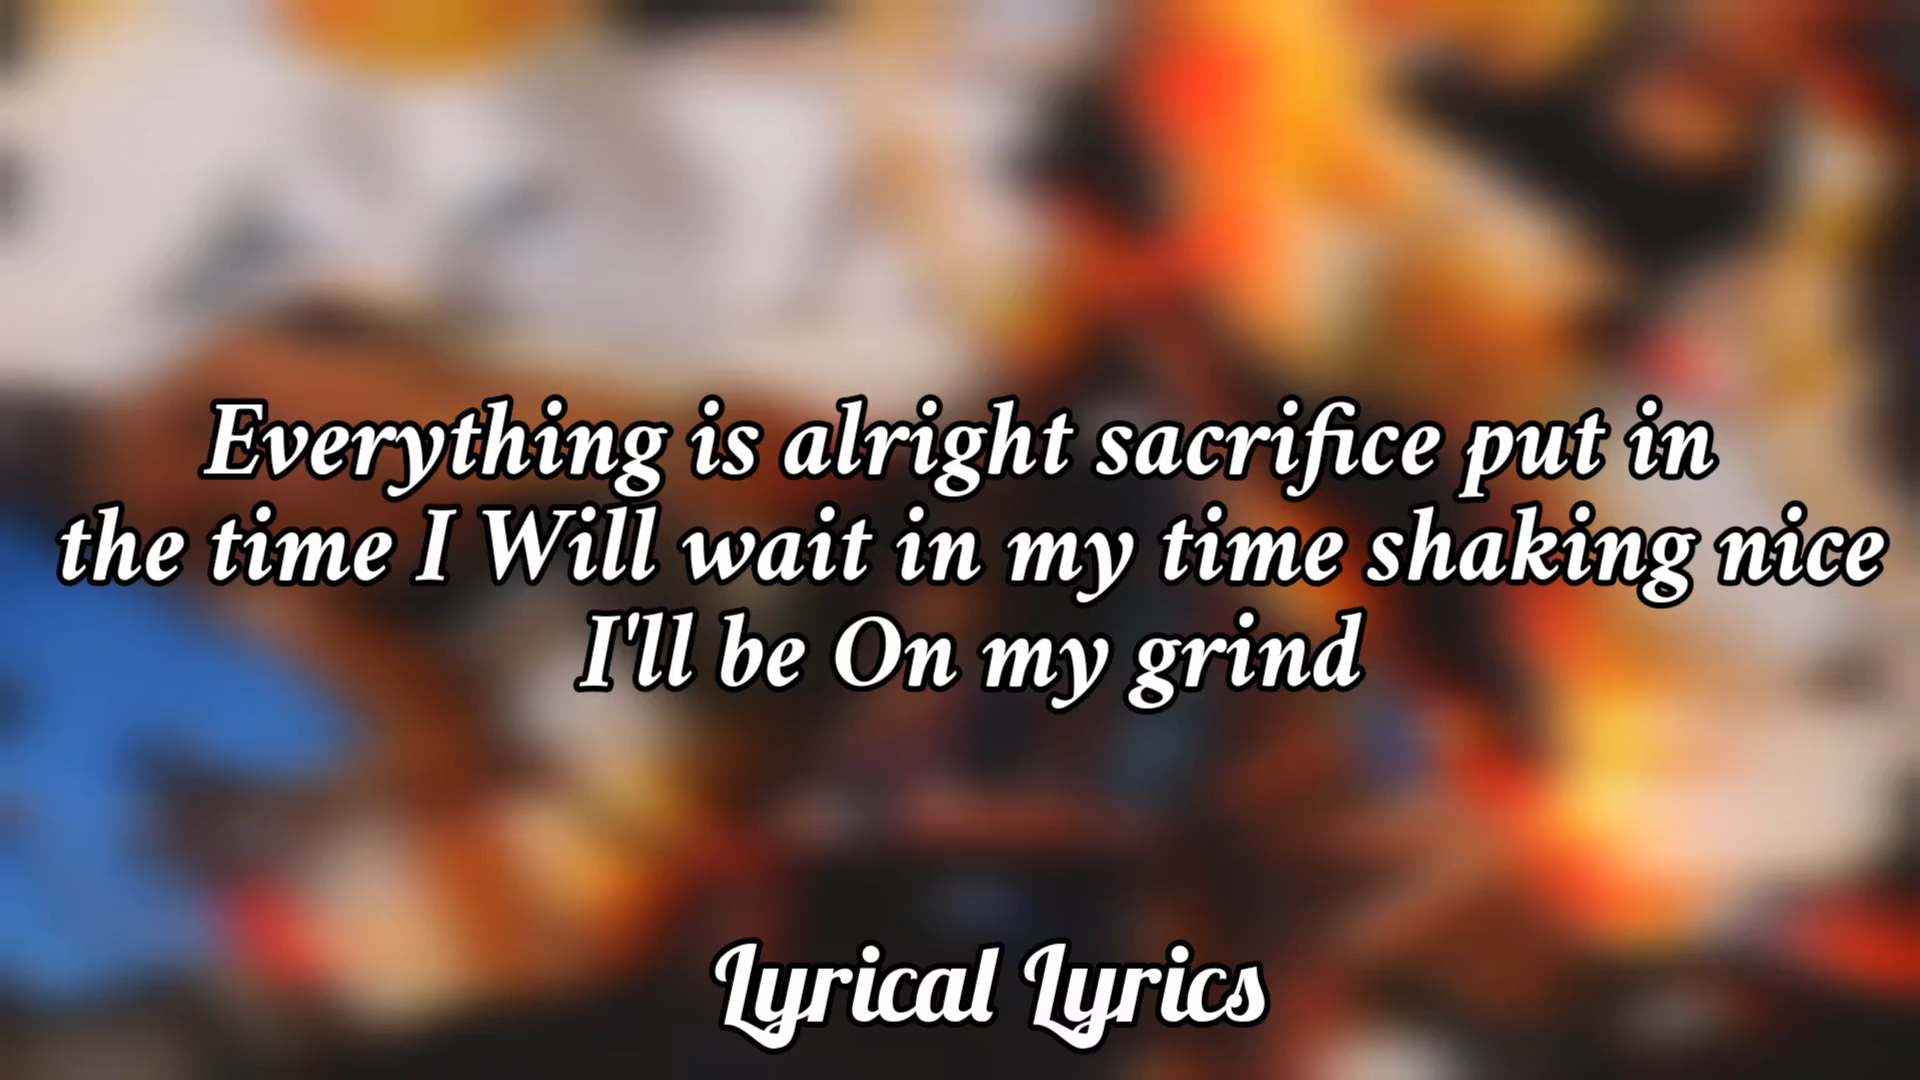 Everything is alright sacrifice put in
the time I Will wait in my time shaking nice
I'll be On my grind
Lyrical Lyrics